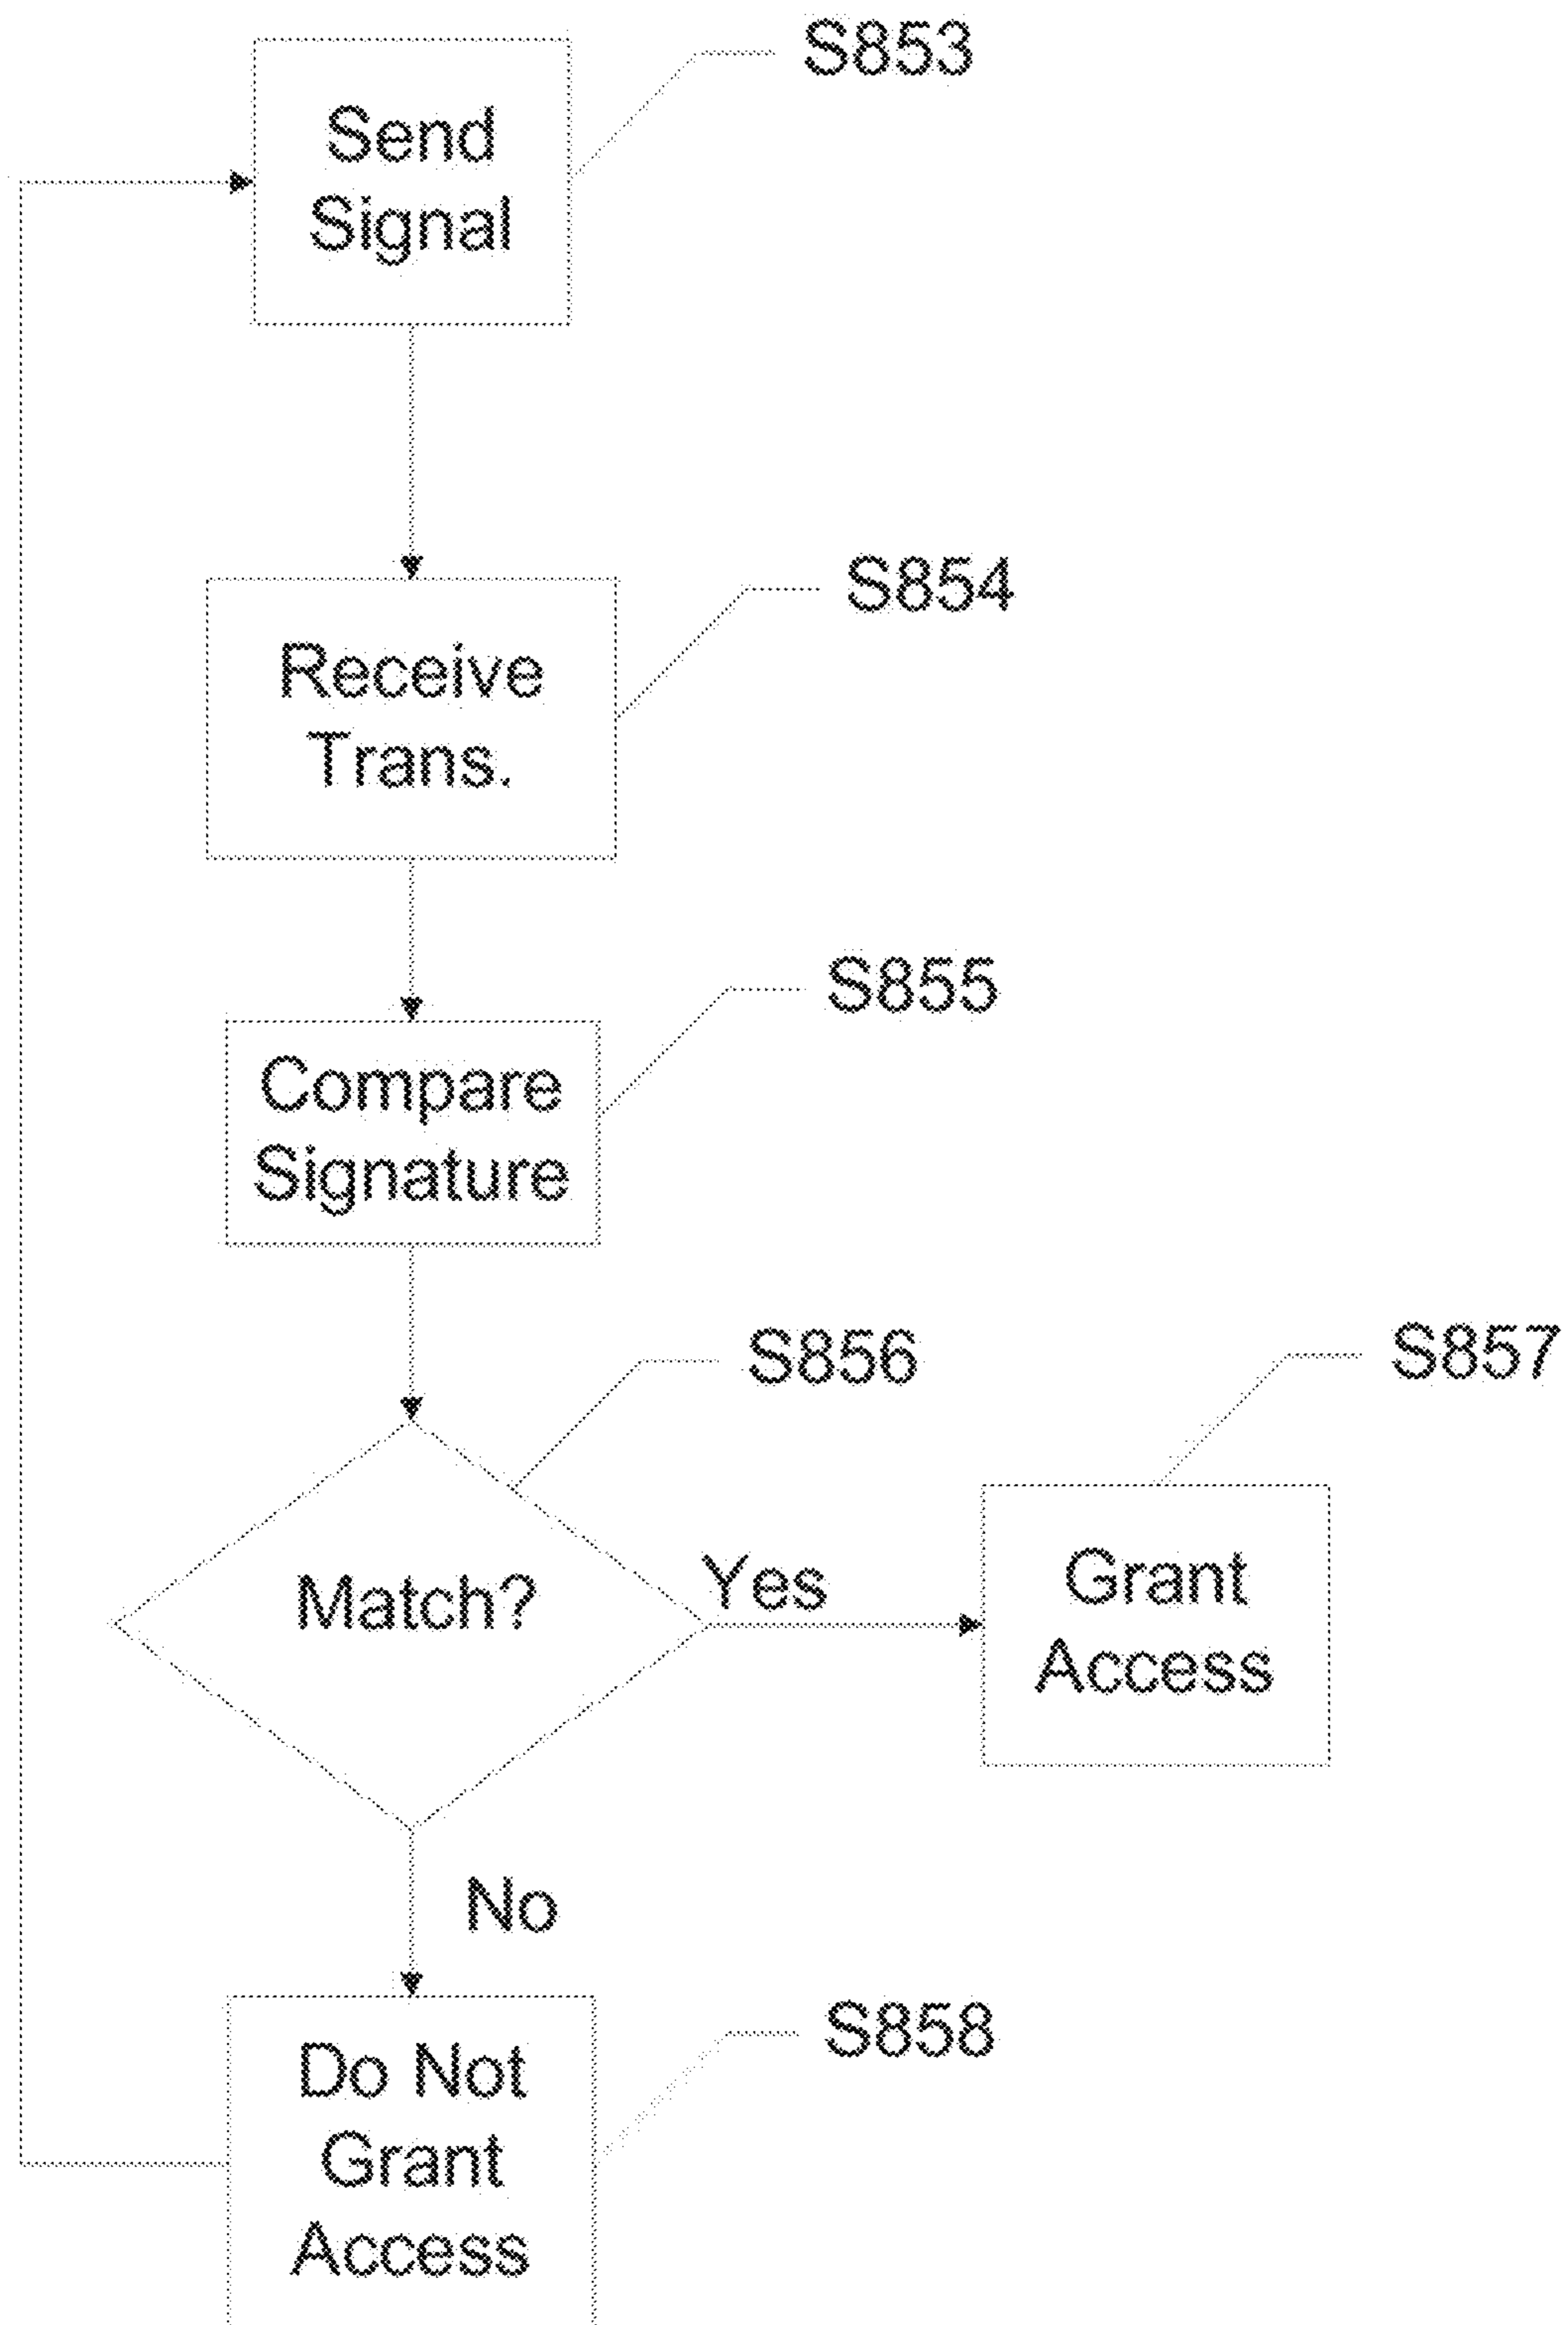 S853
Send
Signal
S854
Receive
Trans.
S855
Compare
Signature
S856
S857
Match?
Yes
Grant
Access
No
S858
Do Not
Grant
Access